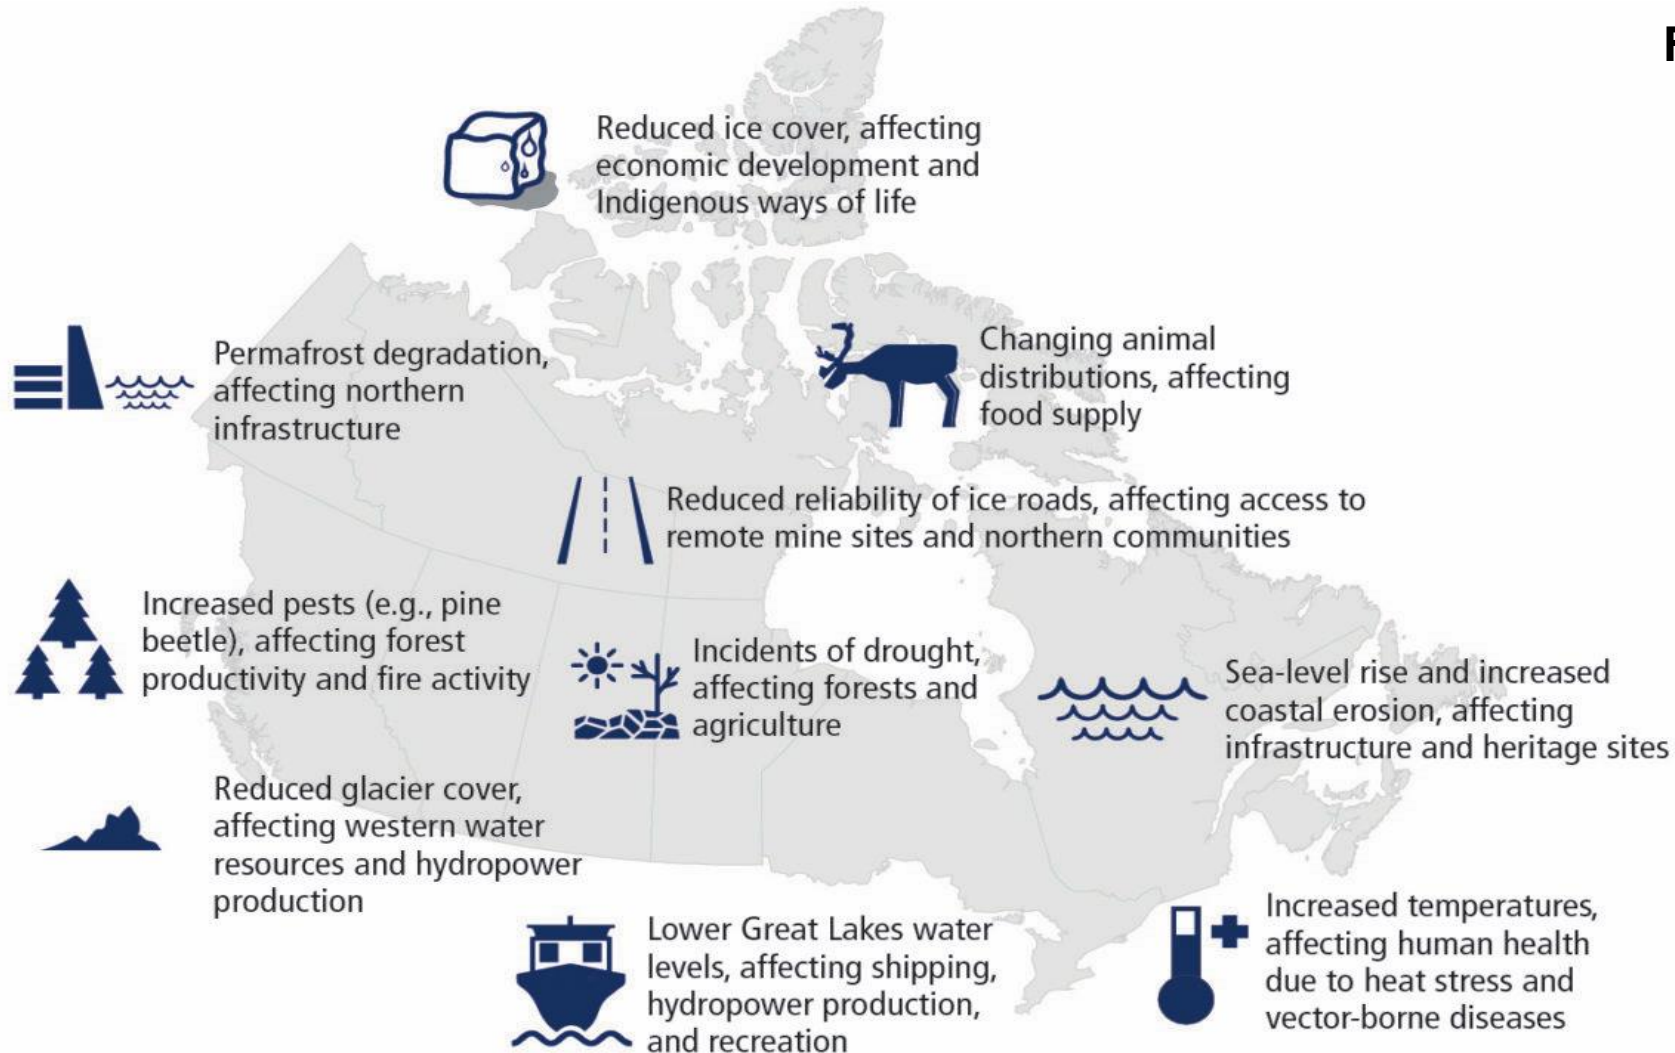 F
Reduced ice cover, affecting
economic development and
Indigenous ways of life
Permafrost degradation,
affecting northern
infrastructure
Changing animal
distributions, affecting
food supply
Reduced reliability of ice roads, affecting access to
remote mine sites and northern communities
Increased pests (e.g., pine
beetle), affecting forest
productivity and fire activity
Incidents of drought,
affecting forests and
agriculture
Sea-level rise and increased
coastal erosion, affecting
infrastructure and heritage sites
Reduced glacier cover,
affecting western water
resources and hydropower
production
Lower Great Lakes water
levels, affecting shipping,
hydropower production,
and recreation
Increased temperatures,
affecting human health
due to heat stress and
vector-borne diseases